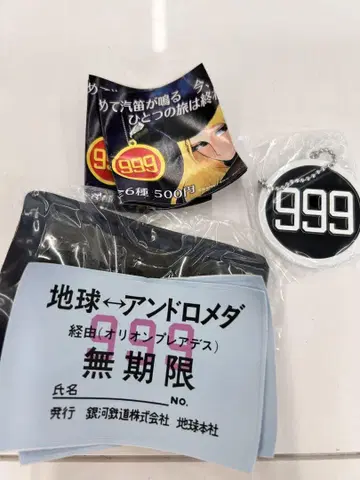 今、
めて汽笛が鳴る
ひとつの旅は終わ
999
全6種 500円
999
地球↔アンドロメダ
999
経由(オリオンプレアデス)
無期限
氏名 NO.
発行 銀河鉄道株式会社 地球本社